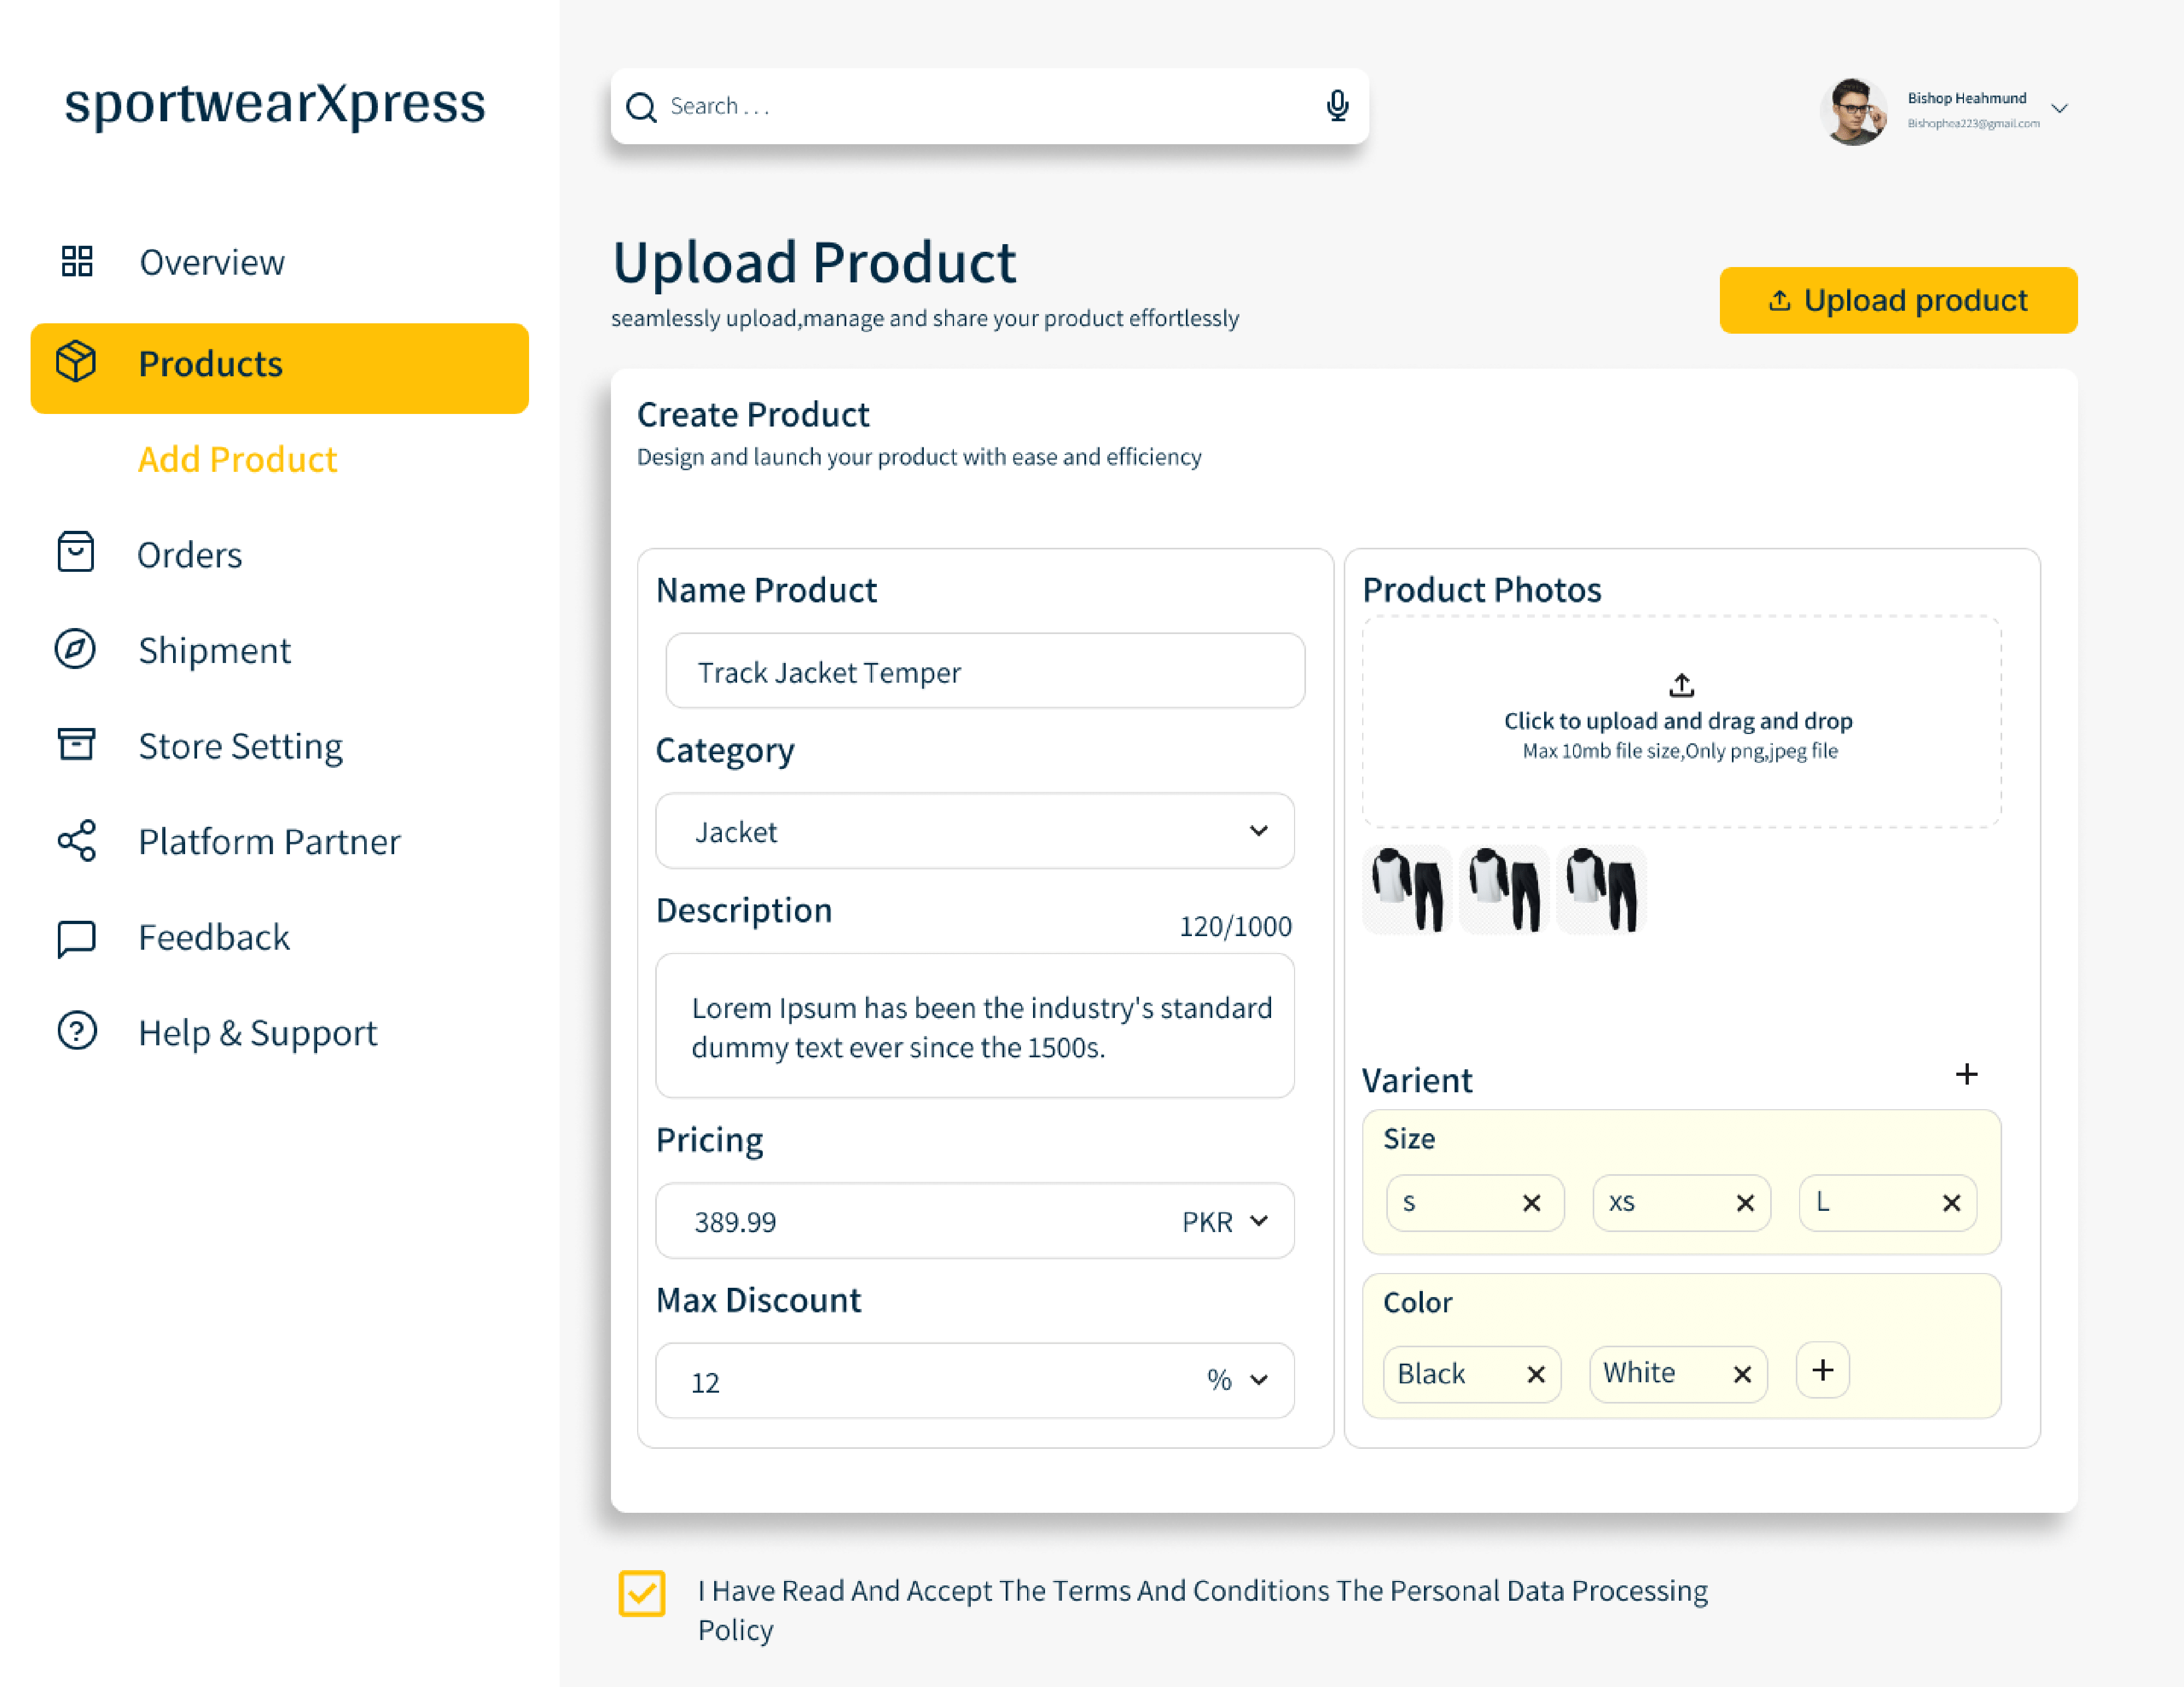 sportwearXpress
Search . . .
Bishop Heahmund
Bishophea223@gmail.com
Overview
Products
Add Product
Orders
Shipment
Store Setting
Platform Partner
Feedback
Help & Support
Upload Product
seamlessly upload,manage and share your product effortlessly
Upload product
Create Product
Design and launch your product with ease and efficiency
Name Product
Track Jacket Temper
Category
Jacket
Description
120/1000
Lorem Ipsum has been the industry's standard
dummy text ever since the 1500s.
Pricing
389.99 PKR
Max Discount
12 %
Product Photos
Click to upload and drag and drop
Max 10mb file size,Only png,jpeg file
Varient
Size
s xs L
Color
Black White
I Have Read And Accept The Terms And Conditions The Personal Data Processing
Policy